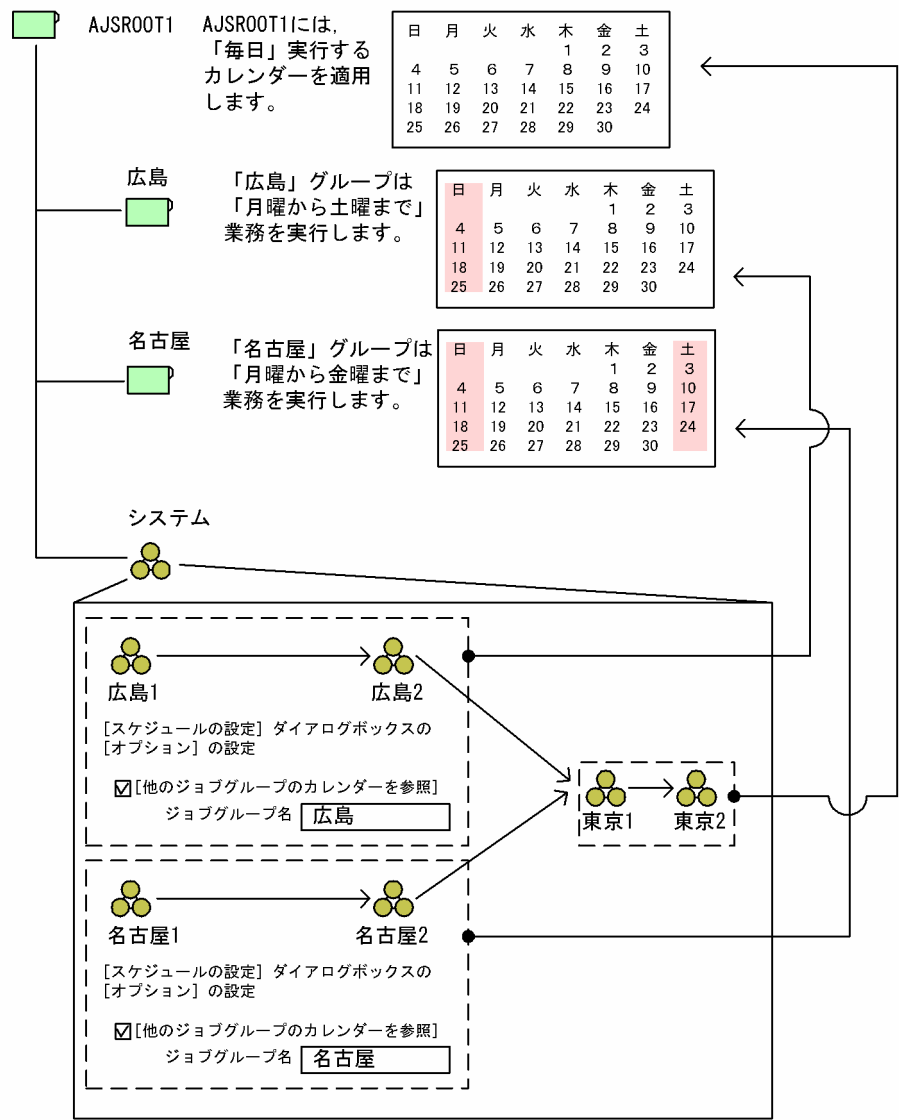 AJSROOT1
AJSROOT1には,
「毎日」実行する
カレンダーを適用
します。
日 月 火 水 木 金 土
1 2 3
4 5 6 7 8 9 10
11 12 13 14 15 16 17
18 19 20 21 22 23 24
25 26 27 28 29 30
広島
「広島」グループは
「月曜から土曜まで」
業務を実行します。
日 月 火 水 木 金 土
1 2 3
4 5 6 7 8 9 10
11 12 13 14 15 16 17
18 19 20 21 22 23 24
25 26 27 28 29 30
名古屋
「名古屋」グループは
「月曜から金曜まで」
業務を実行します。
日 月 火 水 木 金 土
1 2 3
4 5 6 7 8 9 10
11 12 13 14 15 16 17
18 19 20 21 22 23 24
25 26 27 28 29 30
システム
広島1 広島2
[スケジュールの設定] ダイアログボックスの
[オプション] の設定
[他のジョブグループのカレンダーを参照]
ジョブグループ名 広島
東京1 東京2
名古屋1 名古屋2
[スケジュールの設定] ダイアログボックスの
[オプション] の設定
[他のジョブグループのカレンダーを参照]
ジョブグループ名 名古屋